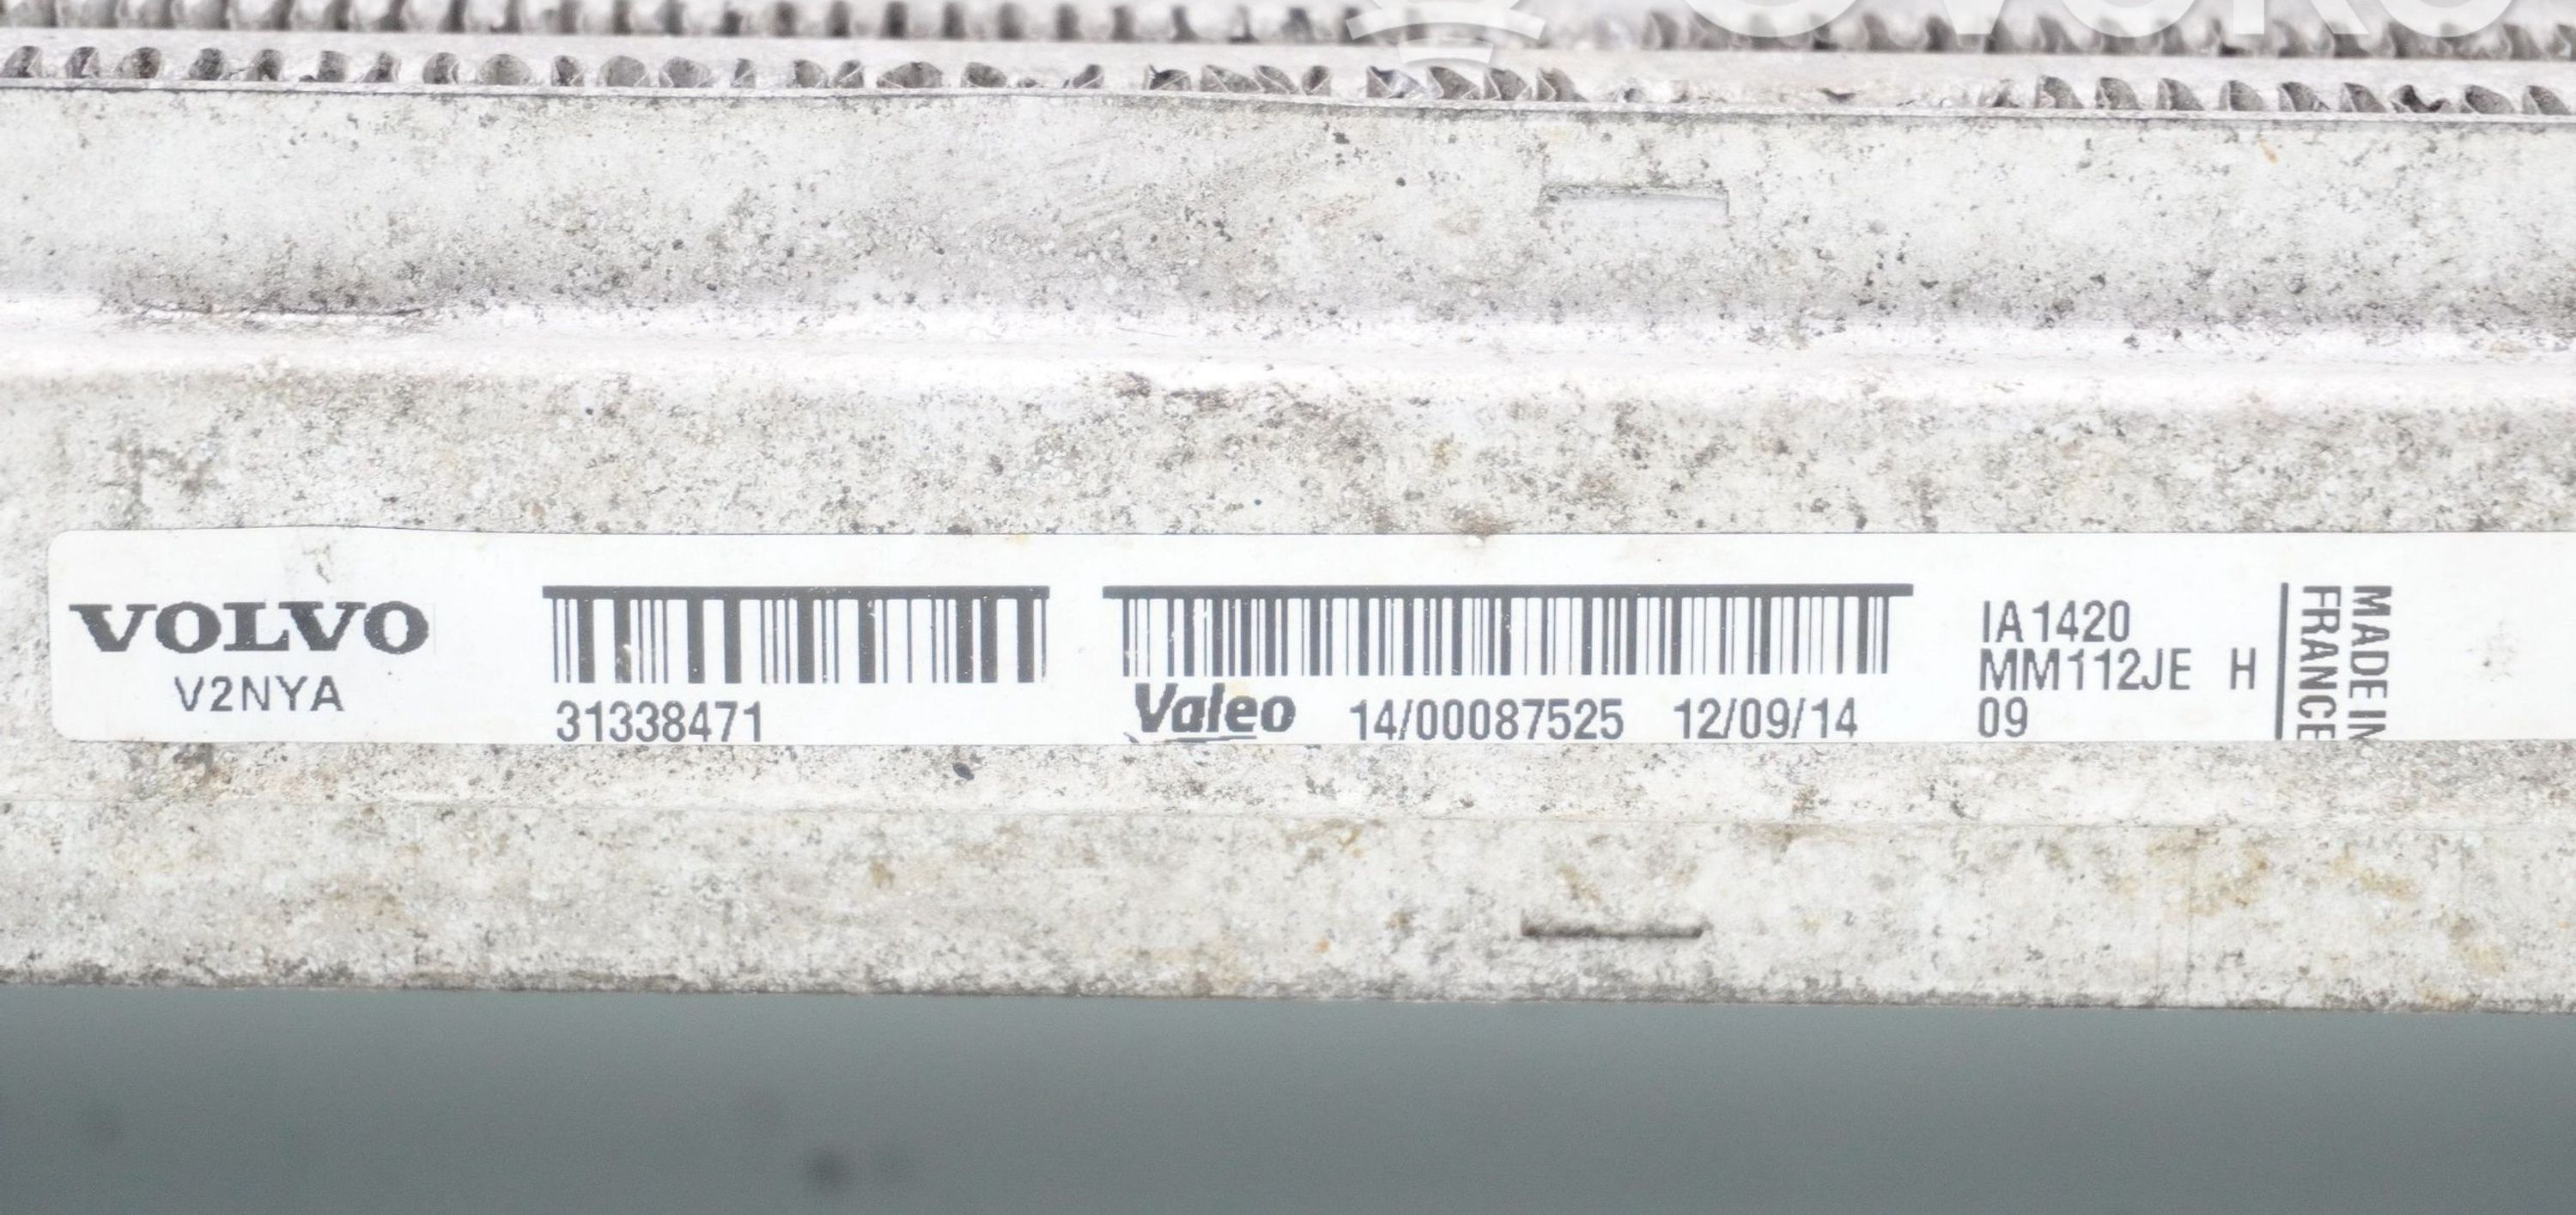 VOLVO
V2NYA
31338471
Valeo 14/00087525 12/09/14
IA1420
MM112JE H
09
MADE IN
FRANCE